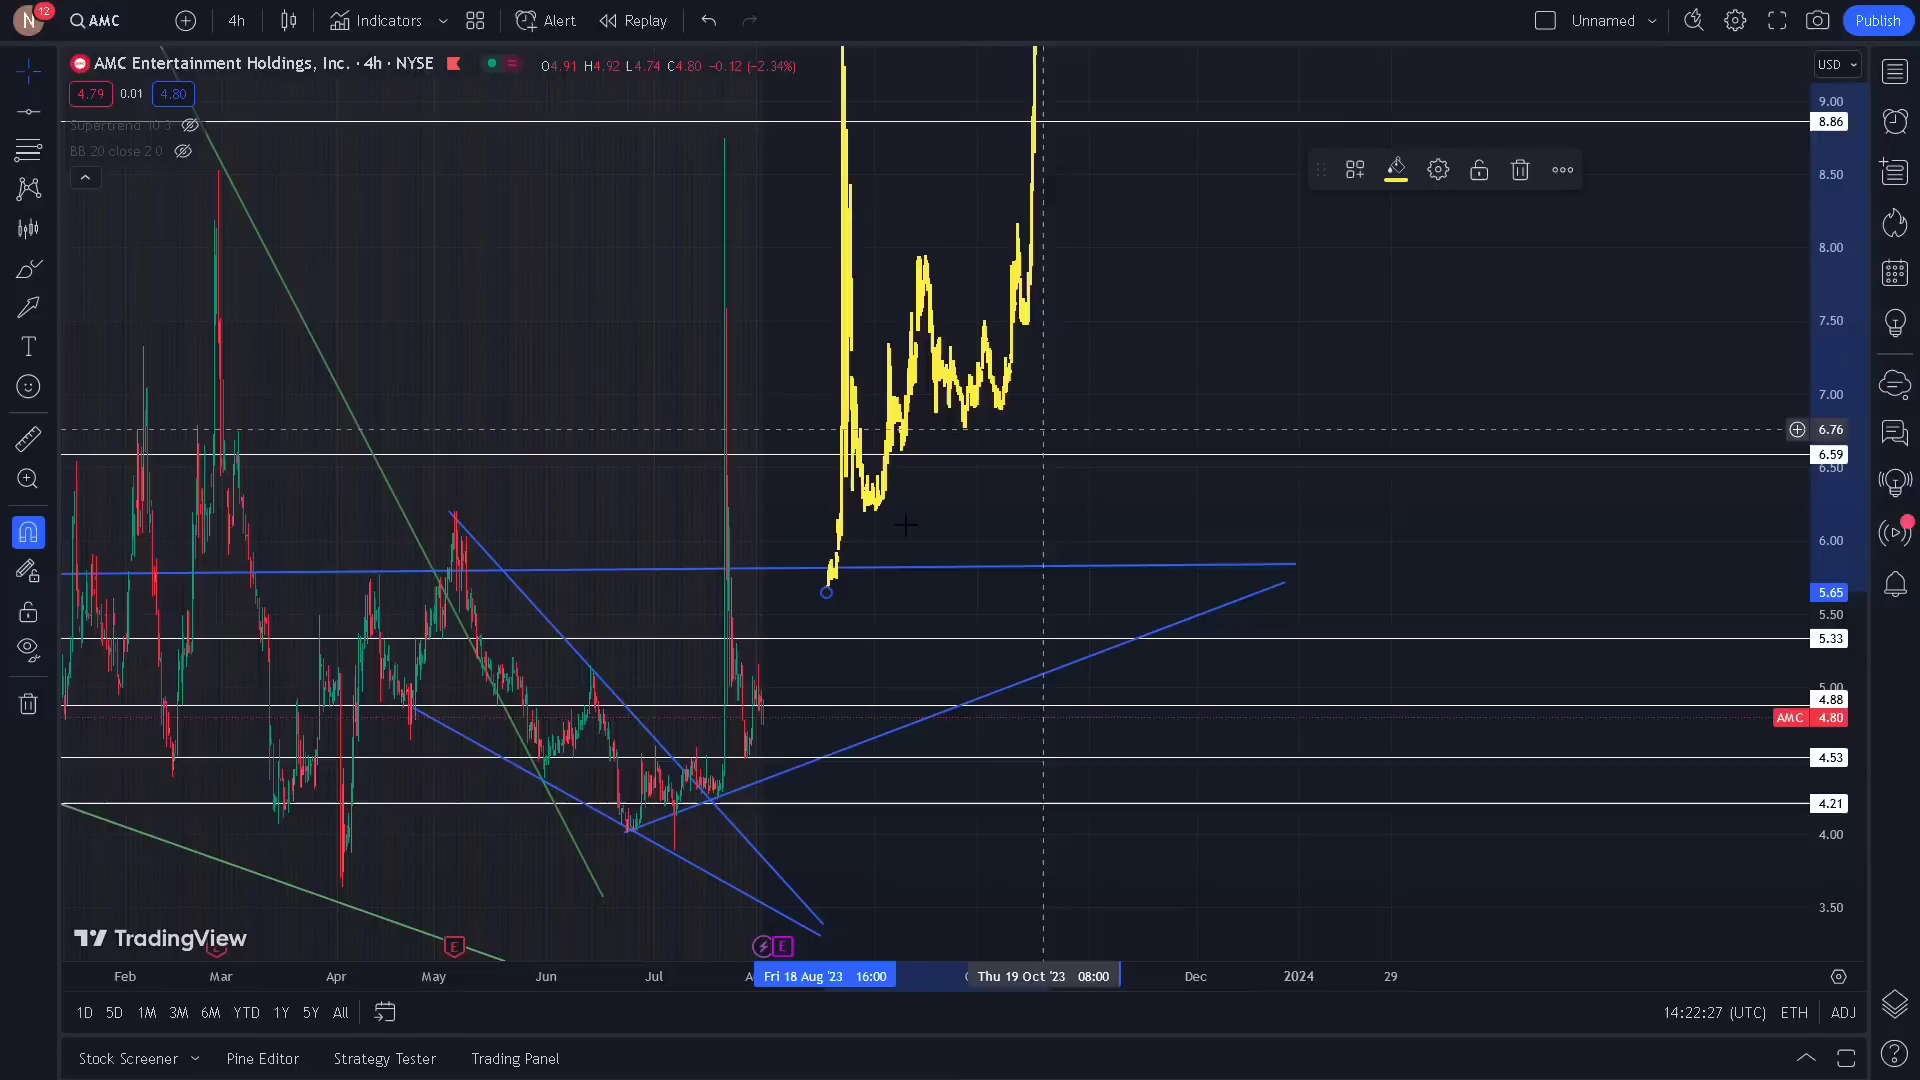 N
12
AMC
4h
Indicators
Alert
Replay
Unnamed
Publish
AMC Entertainment Holdings, Inc. · 4h · NYSE
O4.91 H4.92 L4.74 C4.80 −0.12 (−2.34%)
USD
4.79 0.01 4.80
Supertrend 10 3
BB 20 close 2 0
9.00
8.86
8.50
8.00
7.50
7.00
6.76
6.59
6.50
6.00
5.65
5.50
5.33
5.00
4.88
AMC 4.80
4.53
4.21
4.00
3.50
TradingView
E
E
Feb Mar Apr May Jun Jul Fri 18 Aug '23 16:00 Thu 19 Oct '23 08:00 Dec 2024 29
1D 5D 1M 3M 6M YTD 1Y 5Y All
14:22:27 (UTC) ETH ADJ
Stock Screener Pine Editor Strategy Tester Trading Panel